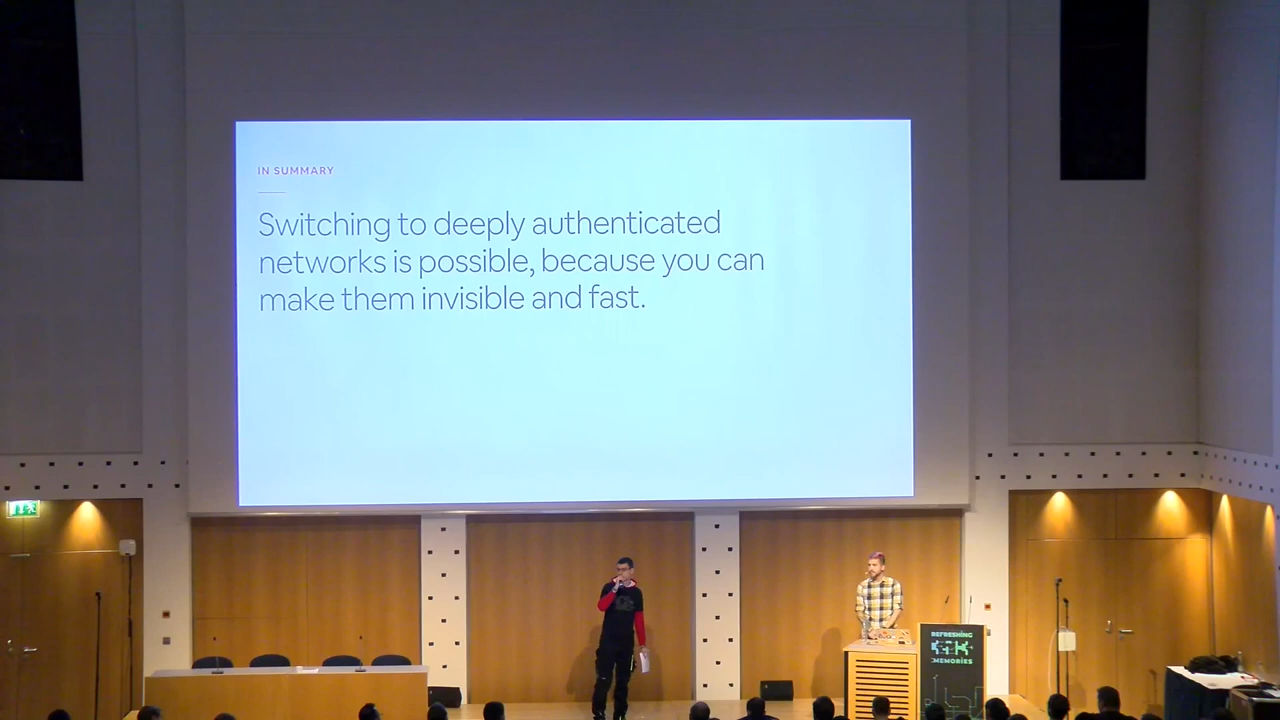 IN SUMMARY
Switching to deeply authenticated
networks is possible, because you can
make them invisible and fast.
REFRESHING
MEMORIES